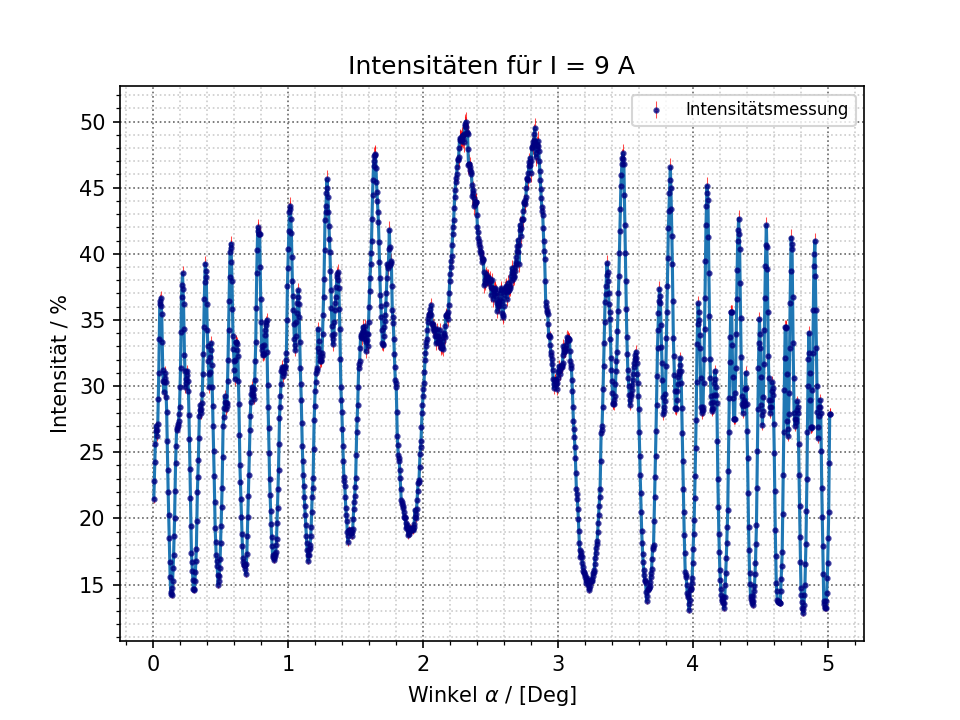 Intensitäten für I = 9 A
Intensitätsmessung
50
45
40
35
30
25
20
15
Intensität / %
0 1 2 3 4 5
Winkel α / [Deg]